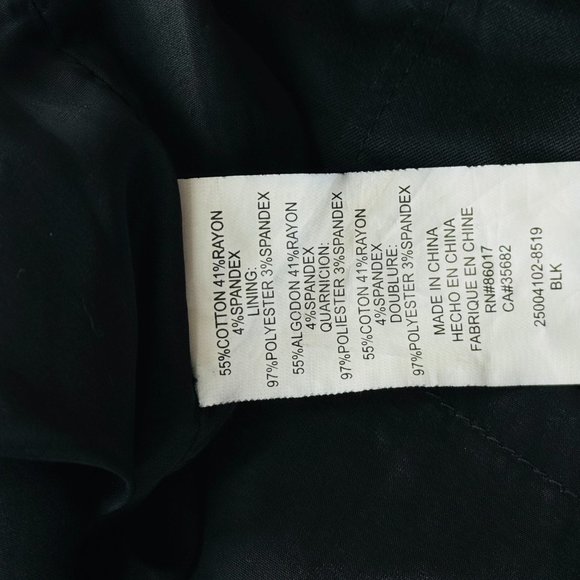 55%COTTON 41%RAYON
4%SPANDEX
LINING:
97%POLYESTER 3%SPANDEX
55%ALGODON 41%RAYON
4%SPANDEX
QUARNICION:
97%POLIESTER 3%SPANDEX
55%COTON 41%RAYON
4%SPANDEX
DOUBLURE:
97%POLYESTER 3%SPANDEX
MADE IN CHINA
HECHO EN CHINA
FABRIQUE EN CHINE
RN#86017
CA#35682
25004102-8519
BLK